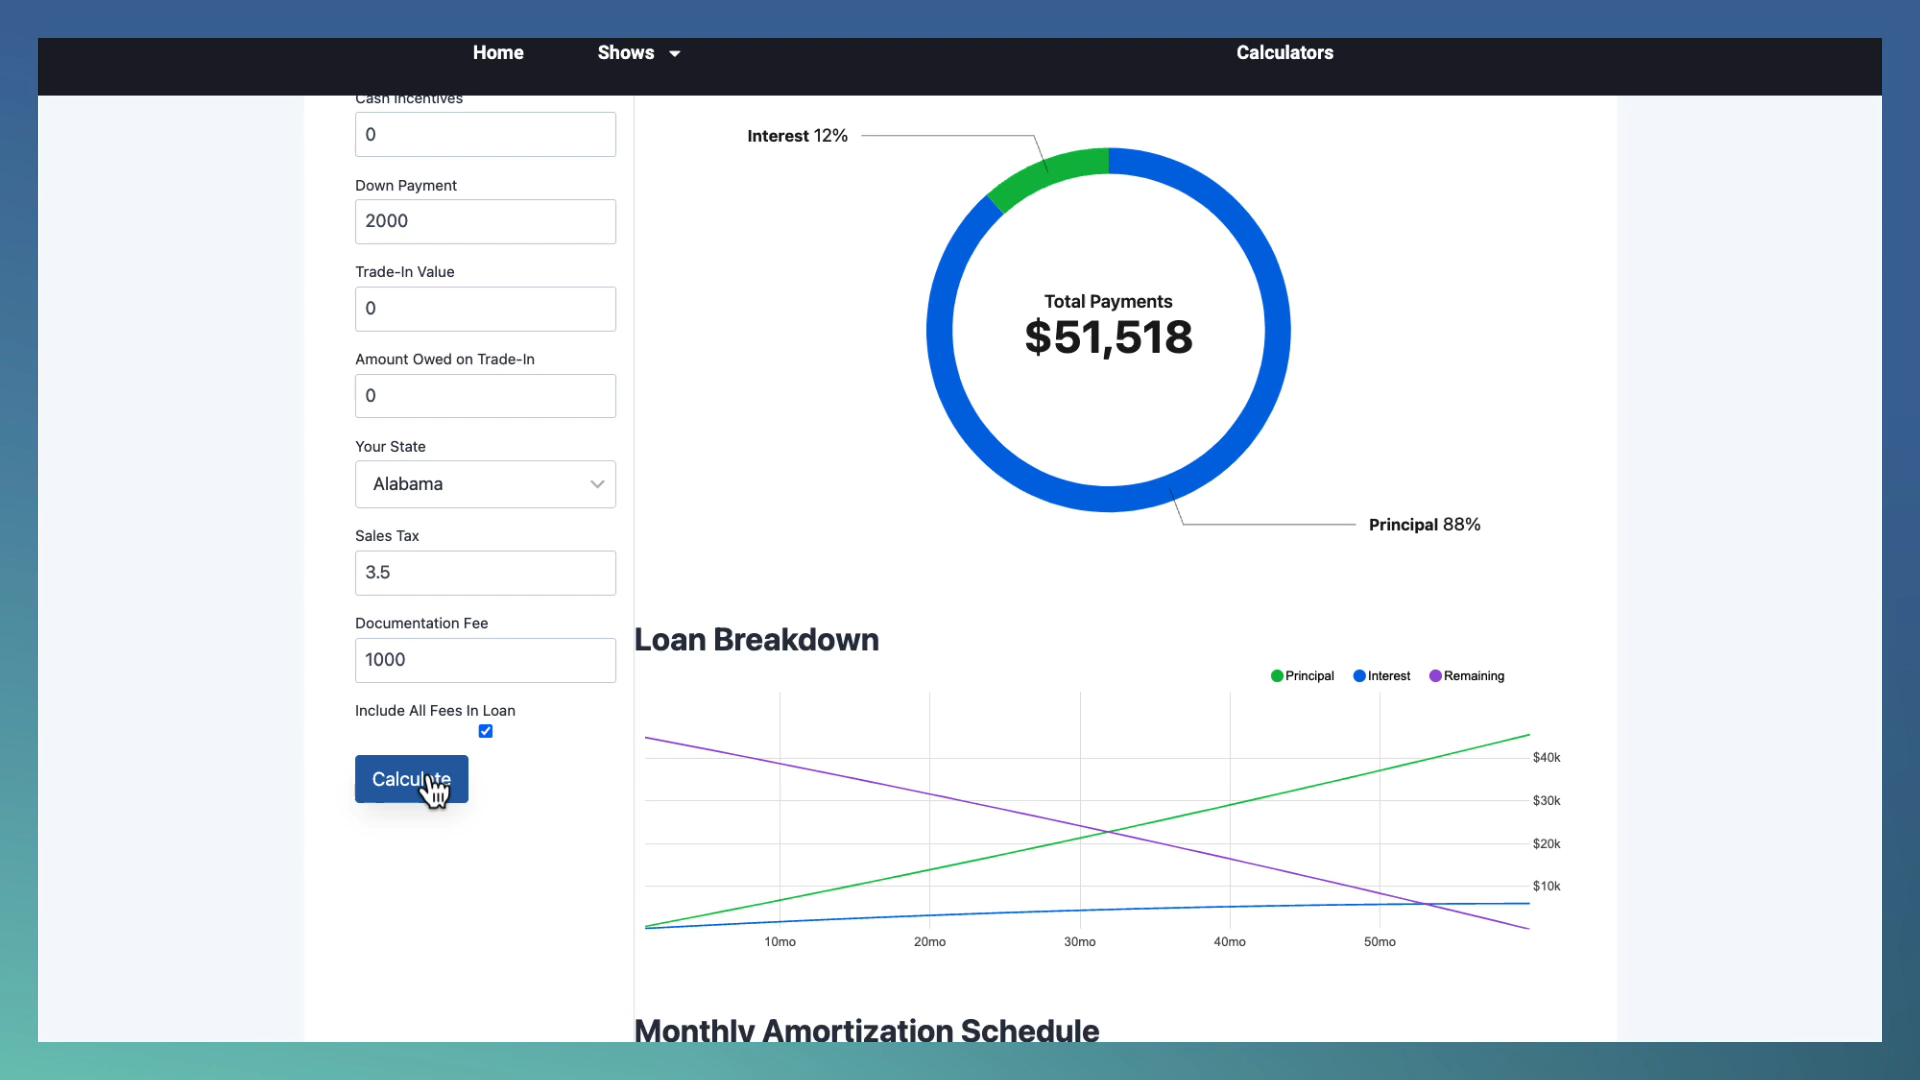 Home
Shows
Calculators
Cash Incentives
0
Down Payment
2000
Trade-In Value
0
Amount Owed on Trade-In
0
Your State
Alabama
Sales Tax
3.5
Documentation Fee
1000
Include All Fees In Loan
Calculate
Interest 12%
Total Payments
$51,518
Principal 88%
Loan Breakdown
Principal
Interest
Remaining
$40k
$30k
$20k
$10k
10mo
20mo
30mo
40mo
50mo
Monthly Amortization Schedule